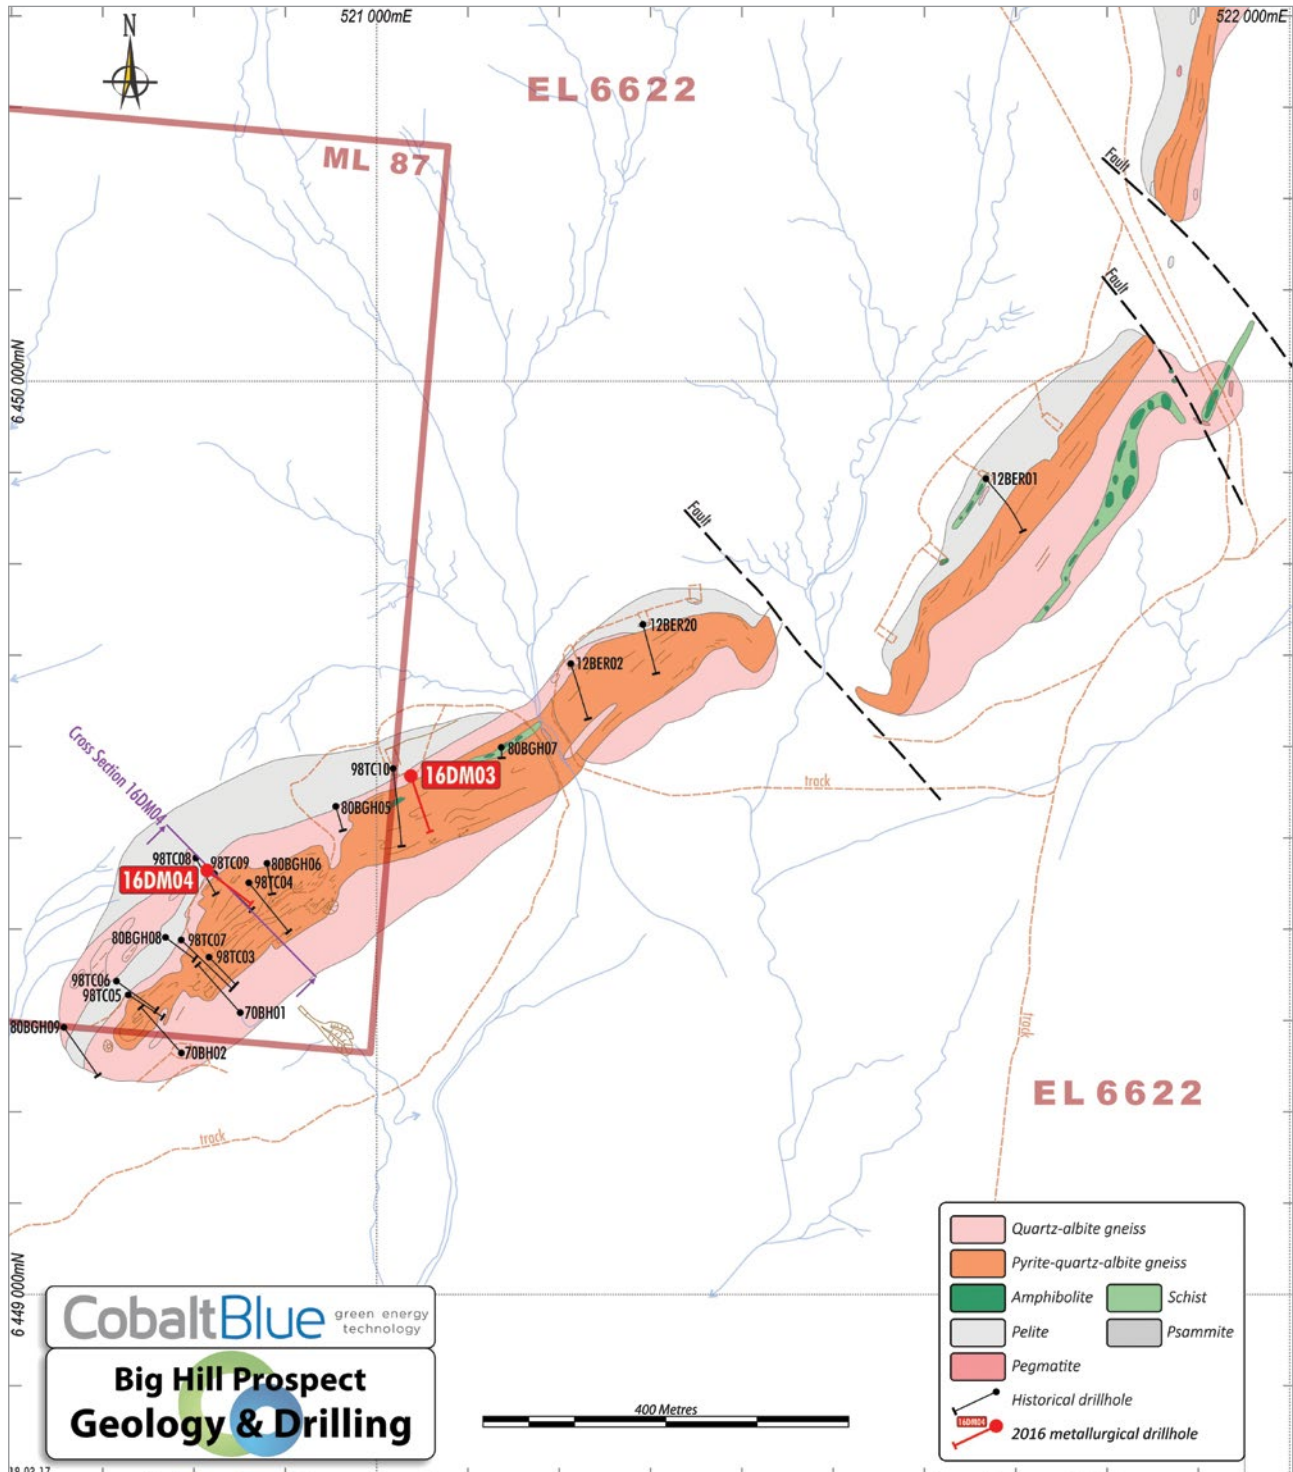 521 000mE
522 000mE
N
EL 6622
ML 87
Fault
Fault
6 450 000mN
12BER01
Fault
12BER20
12BER02
Cross Section 16DM04
80BGH07
98TC10
16DM03
track
80BGH05
98TC08
98TC09
80BGH06
16DM04
98TC04
80BGH08
98TC07
98TC03
98TC06
98TC05
70BH01
80BGH09
70BH02
track
EL 6622
track
6 449 000mN
CobaltBlue
green energy
technology
Big Hill Prospect
Geology & Drilling
400 Metres
Quartz-albite gneiss
Pyrite-quartz-albite gneiss
Amphibolite
Schist
Pelite
Psammite
Pegmatite
Historical drillhole
16DM04
2016 metallurgical drillhole